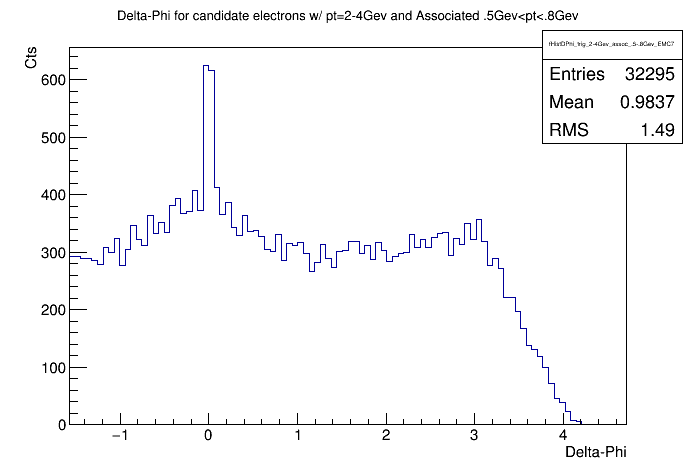 Delta-Phi for candidate electrons w/ pt=2-4Gev and Associated .5Gev<pt<.8Gev
fHistDPhi_trig_2-4Gev_assoc_.5-.8Gev_EMC7
Entries 32295
Mean 0.9837
RMS 1.49
Cts
600
500
400
300
200
100
0
−1 0 1 2 3 4
Delta-Phi